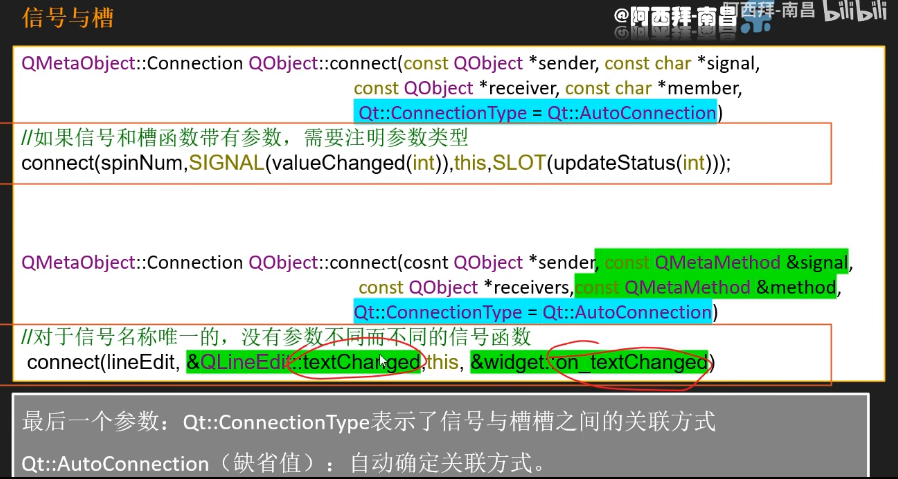 信号与槽
@阿西拜-南昌
阿西拜-南昌 bilibili
QMetaObject::Connection QObject::connect(const QObject *sender, const char *signal,
const QObject *receiver, const char *member,
Qt::ConnectionType = Qt::AutoConnection)
//如果信号和槽函数带有参数，需要注明参数类型
connect(spinNum,SIGNAL(valueChanged(int)),this,SLOT(updateStatus(int)));
QMetaObject::Connection QObject::connect(cosnt QObject *sender, const QMetaMethod &signal,
const QObject *receivers,const QMetaMethod &method,
Qt::ConnectionType = Qt::AutoConnection)
//对于信号名称唯一的，没有参数不同而不同的信号函数
connect(lineEdit, &QLineEdit::textChanged,this, &widget::on_textChanged)
最后一个参数：Qt::ConnectionType表示了信号与槽槽之间的关联方式
Qt::AutoConnection（缺省值）：自动确定关联方式。